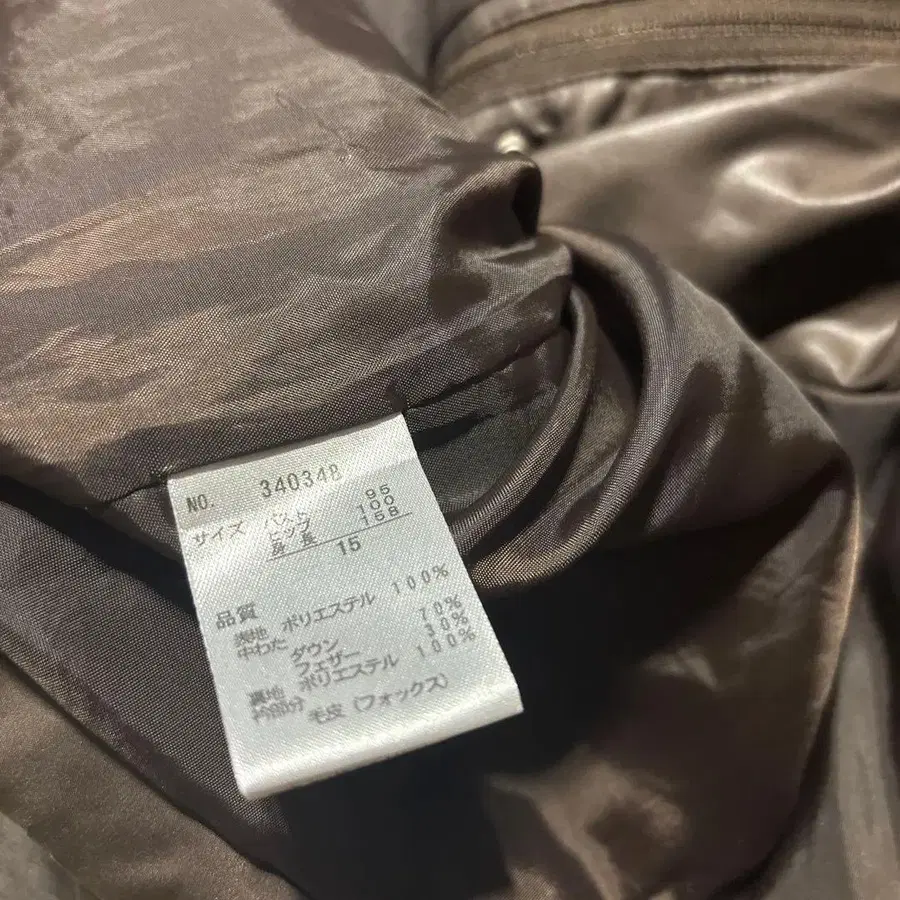 NO. 340348
サイズ バスト 95
ヒップ 100
身長 158
15
品質
表地 ポリエステル 100%
中わた ダウン 70%
フェザー 30%
裏地 ポリエステル 100%
衿部分 毛皮(フォックス)